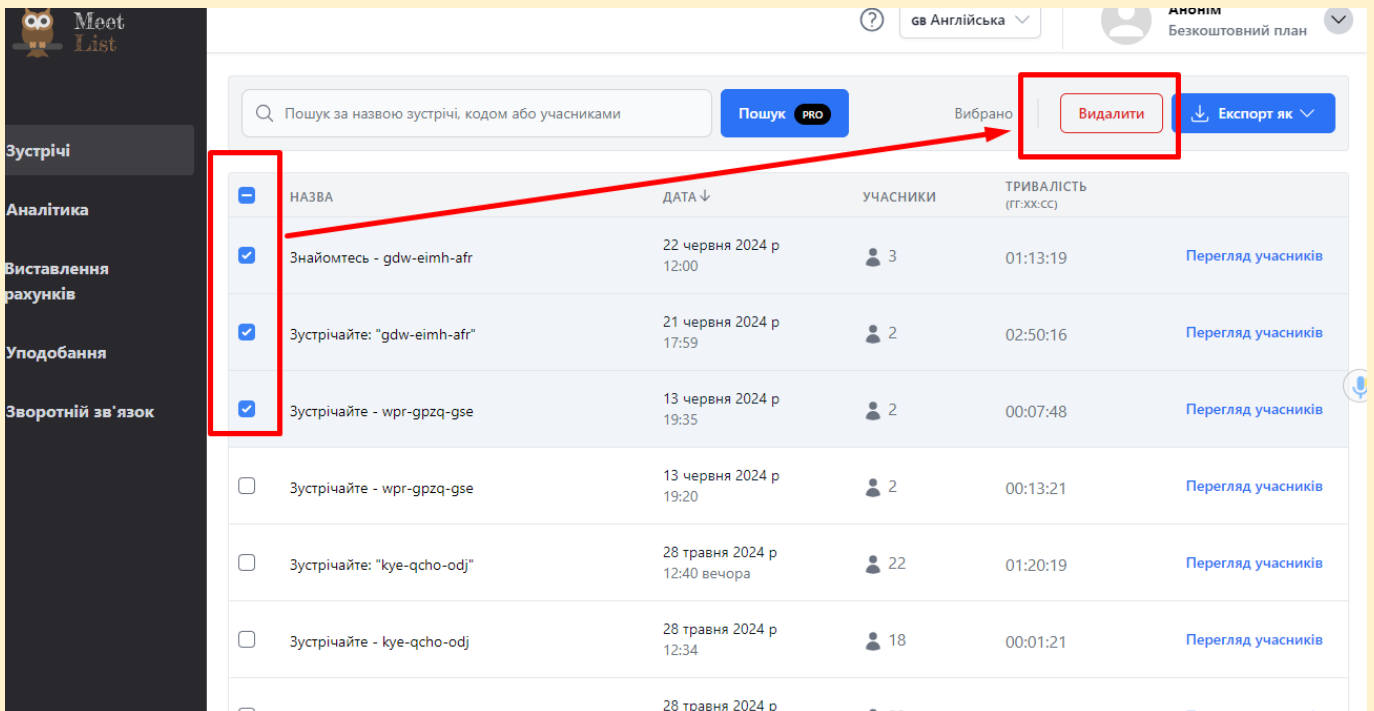 Meet
List
GB Англійська
Анонім
Безкоштовний план
Пошук за назвою зустрічі, кодом або учасниками
Пошук PRO
Вибрано
Видалити
Експорт як
Зустрічі
Аналітика
Виставлення
рахунків
Уподобання
Зворотній зв'язок
НАЗВА ДАТА УЧАСНИКИ ТРИВАЛІСТЬ
(ГГ:ХХ:СС)
Знайомтесь - gdw-eimh-afr 22 червня 2024 р 3 01:13:19 Перегляд учасників
12:00
Зустрічайте: "gdw-eimh-afr" 21 червня 2024 р 2 02:50:16 Перегляд учасників
17:59
Зустрічайте - wpr-gpzq-gse 13 червня 2024 р 2 00:07:48 Перегляд учасників
19:35
Зустрічайте - wpr-gpzq-gse 13 червня 2024 р 2 00:13:21 Перегляд учасників
19:20
Зустрічайте: "kye-qcho-odj" 28 травня 2024 р 22 01:20:19 Перегляд учасників
12:40 вечора
Зустрічайте - kye-qcho-odj 28 травня 2024 р 18 00:01:21 Перегляд учасників
12:34
28 травня 2024 р